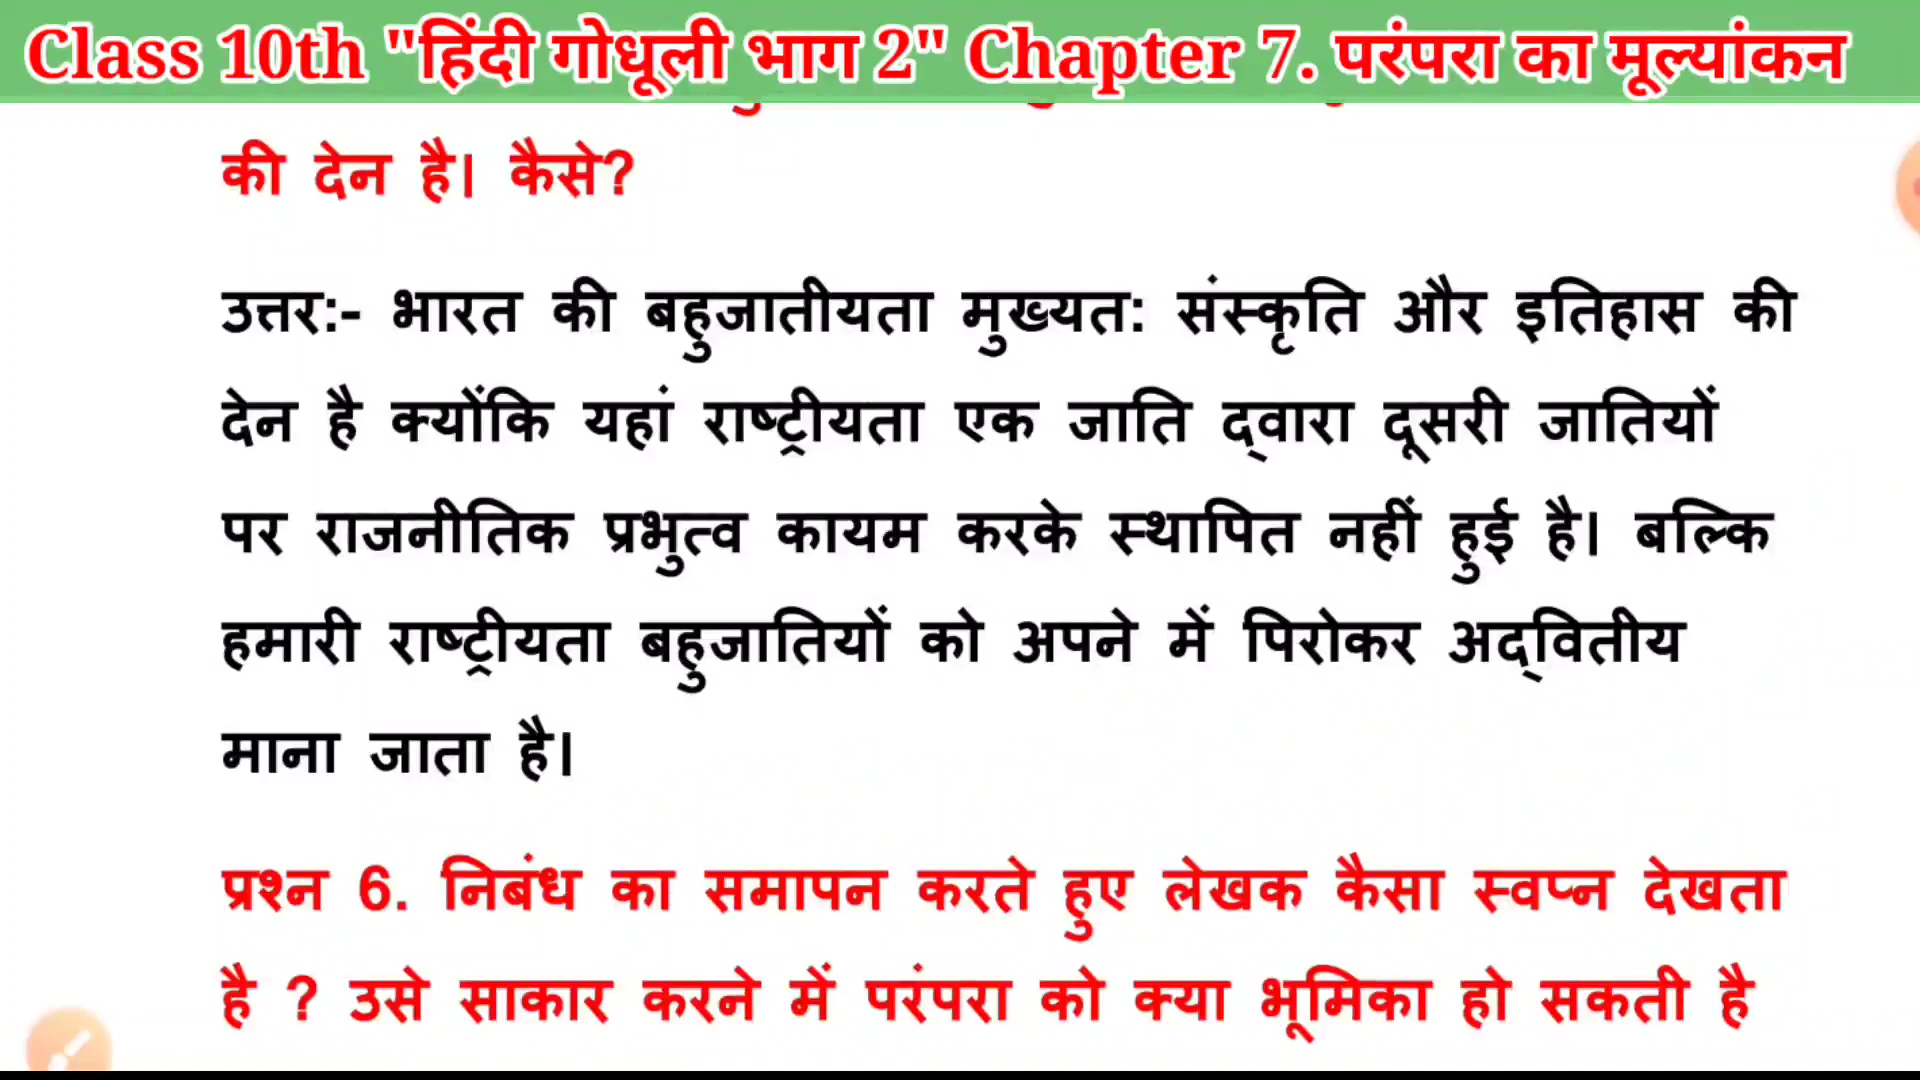 Class 10th "हिंदी गोधूली भाग 2" Chapter 7. परंपरा का मूल्यांकन
की देन है। कैसे?
उत्तर:- भारत की बहुजातीयता मुख्यत: संस्कृति और इतिहास की
देन है क्योंकि यहां राष्ट्रीयता एक जाति द्वारा दूसरी जातियों
पर राजनीतिक प्रभुत्व कायम करके स्थापित नहीं हुई है। बल्कि
हमारी राष्ट्रीयता बहुजातियों को अपने में पिरोकर अद्वितीय
माना जाता है।
प्रश्न 6. निबंध का समापन करते हुए लेखक कैसा स्वप्न देखता
है ? उसे साकार करने में परंपरा को क्या भूमिका हो सकती है